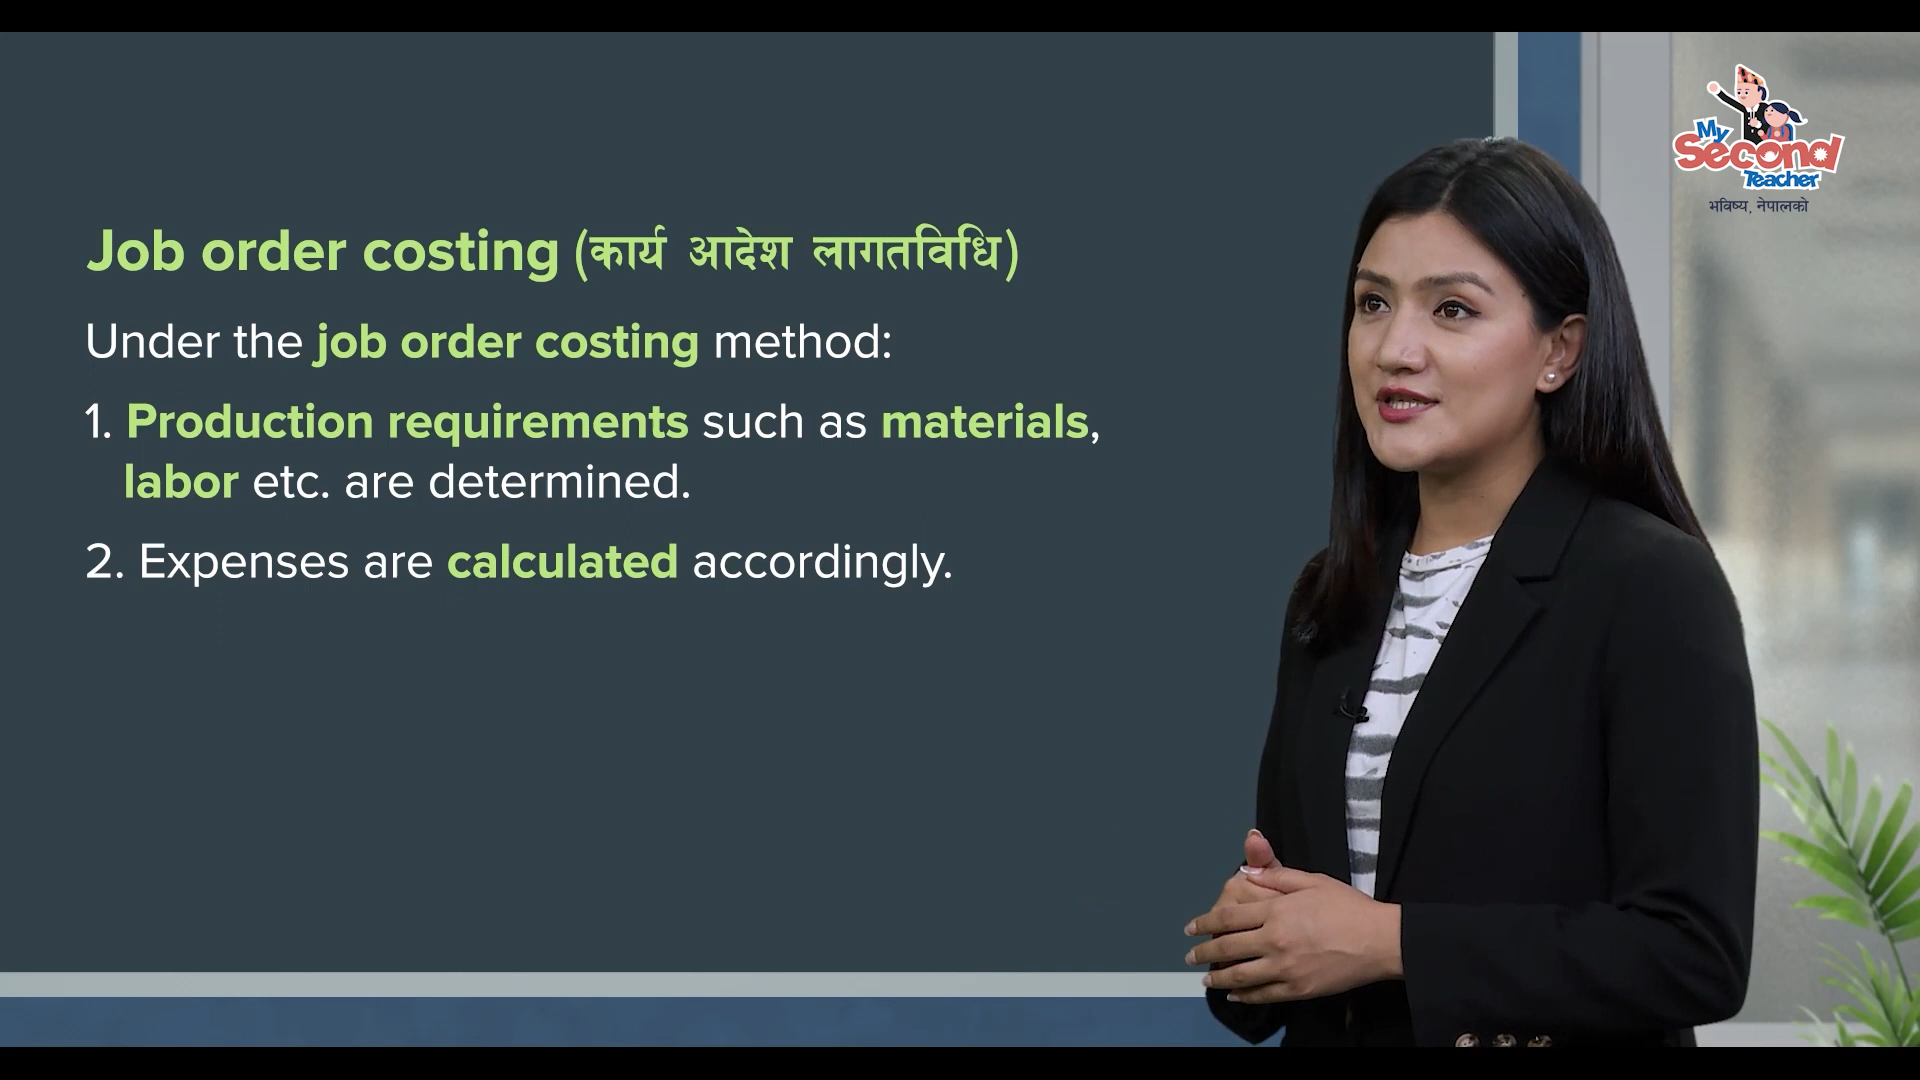 Job order costing (कार्य आदेश लागतविधि)
Under the job order costing method:
1. Production requirements such as materials,
labor etc. are determined.
2. Expenses are calculated accordingly.
My
Second
Teacher
भविष्य, नेपालको